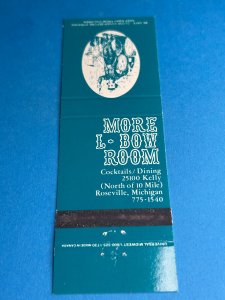 MORE
L·BOW
ROOM
Cocktails/Dining
25100 Kelly
(North of 10 Mile)
Roseville, Michigan
775-1540